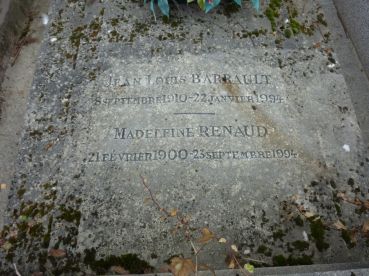 JEAN LOUIS BARRAULT
8 SEPTEMBRE 1910-22 JANVIER 1994
MADELEINE RENAUD
21 FÉVRIER 1900-23 SEPTEMBRE 1994